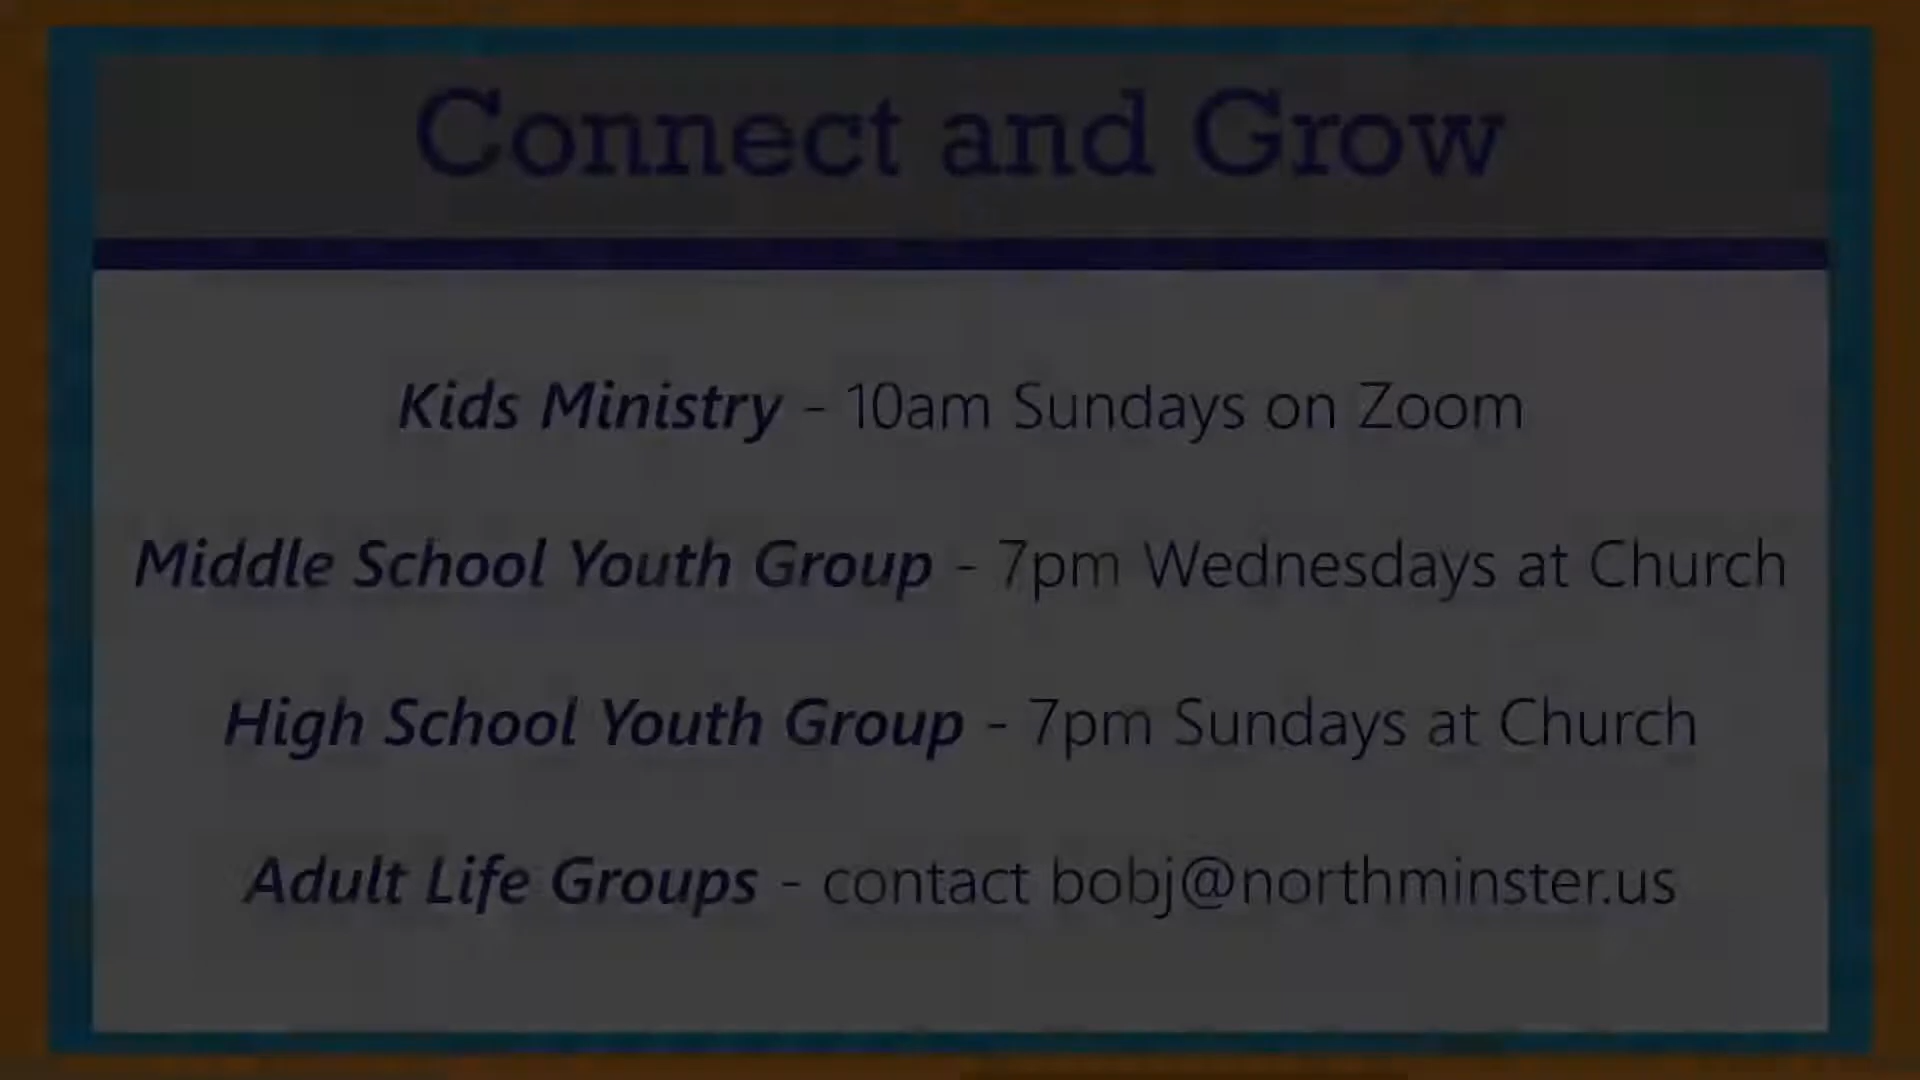 Connect and Grow
Kids Ministry - 10am Sundays on Zoom
Middle School Youth Group - 7pm Wednesdays at Church
High School Youth Group - 7pm Sundays at Church
Adult Life Groups - contact bobj@northminster.us